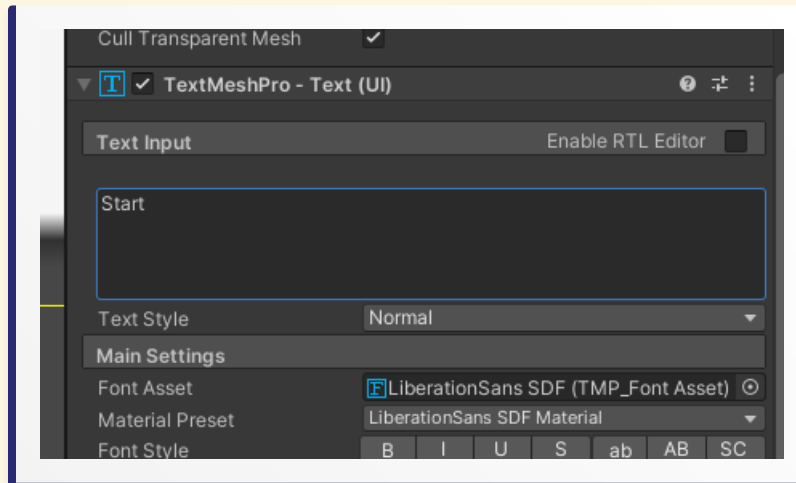 Cull Transparent Mesh
TextMeshPro - Text (UI)
Text Input Enable RTL Editor
Start
Text Style Normal
Main Settings
Font Asset LiberationSans SDF (TMP_Font Asset)
Material Preset LiberationSans SDF Material
Font Style B I U S ab AB SC